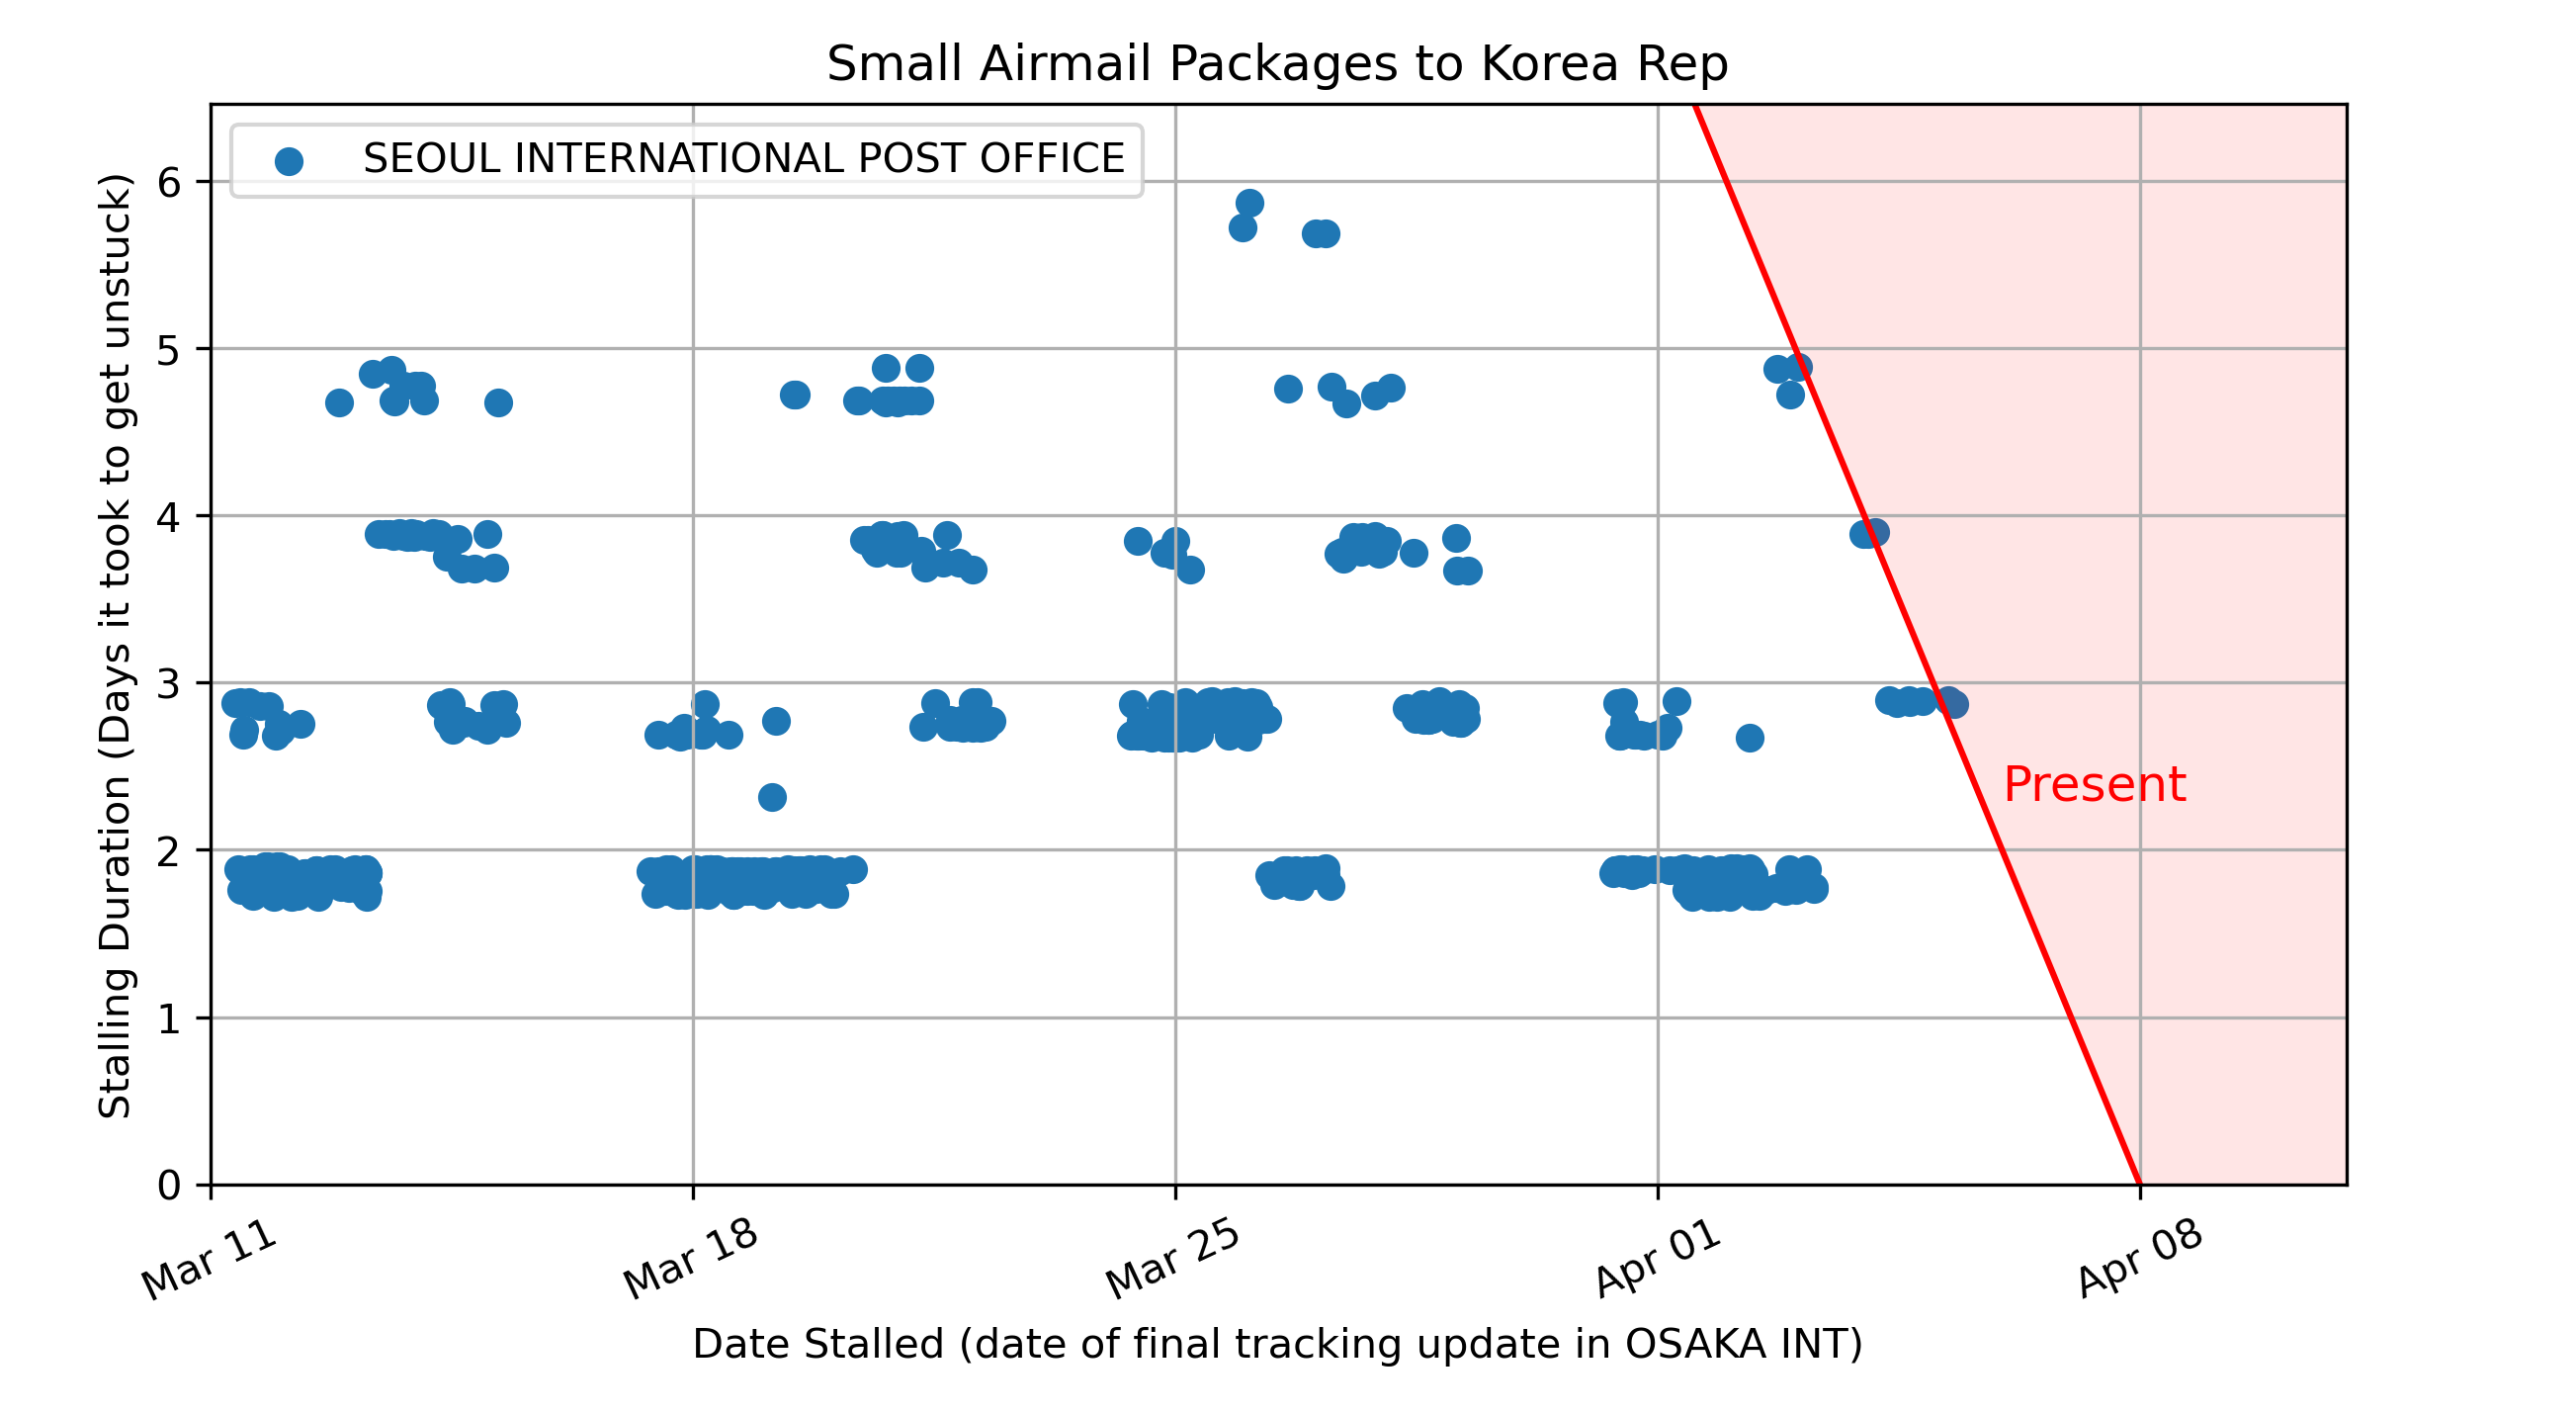 Small Airmail Packages to Korea Rep
SEOUL INTERNATIONAL POST OFFICE
Stalling Duration (Days it took to get unstuck)
6
5
4
3
2
1
0
Present
Mar 11
Mar 18
Mar 25
Apr 01
Apr 08
Date Stalled (date of final tracking update in OSAKA INT)